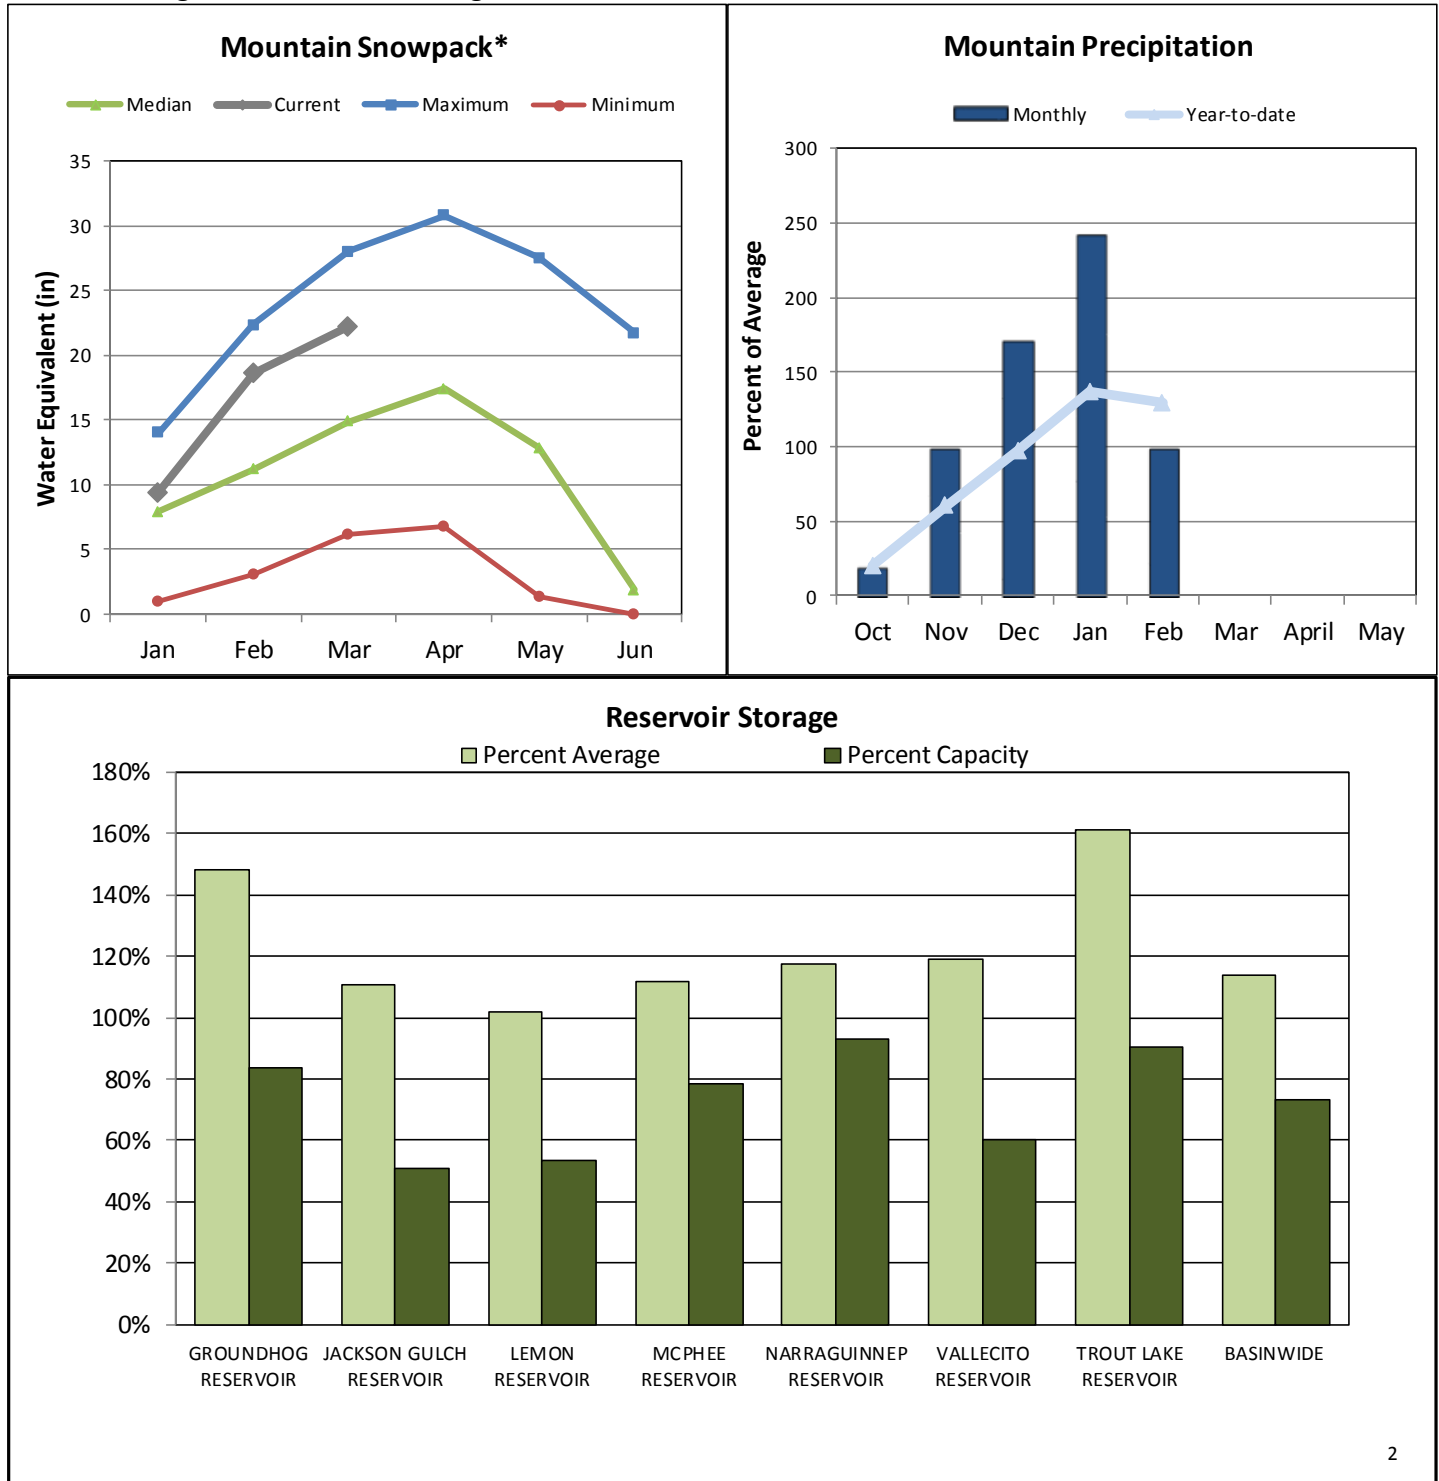 Mountain Snowpack*
Median Current Maximum Minimum
Water Equivalent (in)
35
30
25
20
15
10
5
0
Jan Feb Mar Apr May Jun
Mountain Precipitation
Monthly Year-to-date
Percent of Average
300
250
200
150
100
50
0
Oct Nov Dec Jan Feb Mar April May
Reservoir Storage
Percent Average Percent Capacity
180%
160%
140%
120%
100%
80%
60%
40%
20%
0%
GROUNDHOG RESERVOIR
JACKSON GULCH RESERVOIR
LEMON RESERVOIR
MCPHEE RESERVOIR
NARRAGUINNEP RESERVOIR
VALLECITO RESERVOIR
TROUT LAKE RESERVOIR
BASINWIDE
2